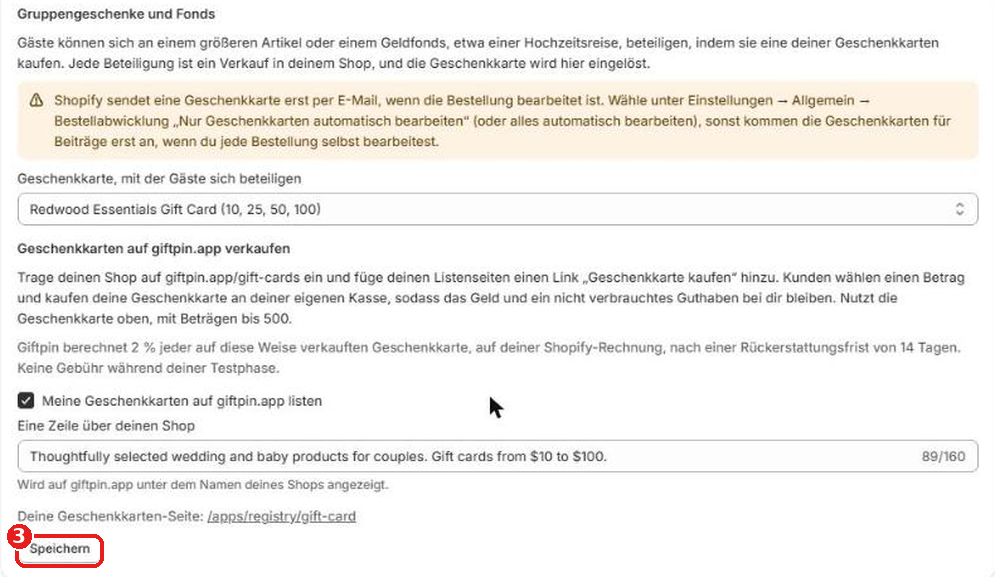 Gruppengeschenke und Fonds
Gäste können sich an einem größeren Artikel oder einem Geldfonds, etwa einer Hochzeitsreise, beteiligen, indem sie eine deiner Geschenkkarten
kaufen. Jede Beteiligung ist ein Verkauf in deinem Shop, und die Geschenkkarte wird hier eingelöst.
Shopify sendet eine Geschenkkarte erst per E-Mail, wenn die Bestellung bearbeitet ist. Wähle unter Einstellungen → Allgemein →
Bestellabwicklung „Nur Geschenkkarten automatisch bearbeiten“ (oder alles automatisch bearbeiten), sonst kommen die Geschenkkarten für
Beiträge erst an, wenn du jede Bestellung selbst bearbeitest.
Geschenkkarte, mit der Gäste sich beteiligen
Redwood Essentials Gift Card (10, 25, 50, 100)
Geschenkkarten auf giftpin.app verkaufen
Trage deinen Shop auf giftpin.app/gift-cards ein und füge deinen Listenseiten einen Link „Geschenkkarte kaufen“ hinzu. Kunden wählen einen Betrag
und kaufen deine Geschenkkarte an deiner eigenen Kasse, sodass das Geld und ein nicht verbrauchtes Guthaben bei dir bleiben. Nutzt die
Geschenkkarte oben, mit Beträgen bis 500.
Giftpin berechnet 2 % jeder auf diese Weise verkauften Geschenkkarte, auf deiner Shopify-Rechnung, nach einer Rückerstattungsfrist von 14 Tagen.
Keine Gebühr während deiner Testphase.
Meine Geschenkkarten auf giftpin.app listen
Eine Zeile über deinen Shop
Thoughtfully selected wedding and baby products for couples. Gift cards from $10 to $100. 89/160
Wird auf giftpin.app unter dem Namen deines Shops angezeigt.
Deine Geschenkkarten-Seite: /apps/registry/gift-card
3
Speichern